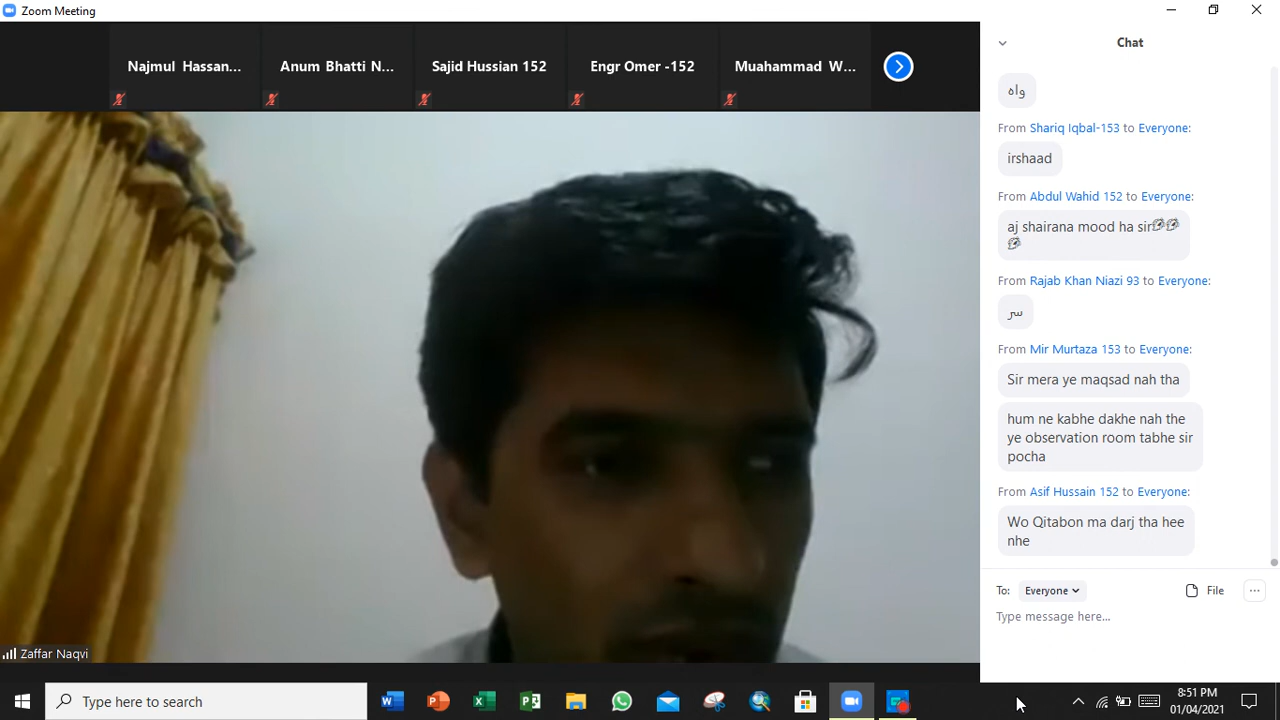 Zoom Meeting
Najmul Hassan...
Anum Bhatti N...
Sajid Hussian 152
Engr Omer -152
Muahammad W...
Chat
واہ
From Shariq Iqbal-153 to Everyone:
irshaad
From Abdul Wahid 152 to Everyone:
aj shairana mood ha sir
From Rajab Khan Niazi 93 to Everyone:
سر
From Mir Murtaza 153 to Everyone:
Sir mera ye maqsad nah tha
hum ne kabhe dakhe nah the
ye observation room tabhe sir
pocha
From Asif Hussain 152 to Everyone:
Wo Qitabon ma darj tha hee
nhe
To: Everyone File ...
Type message here...
Zaffar Naqvi
Type here to search
8:51 PM
01/04/2021